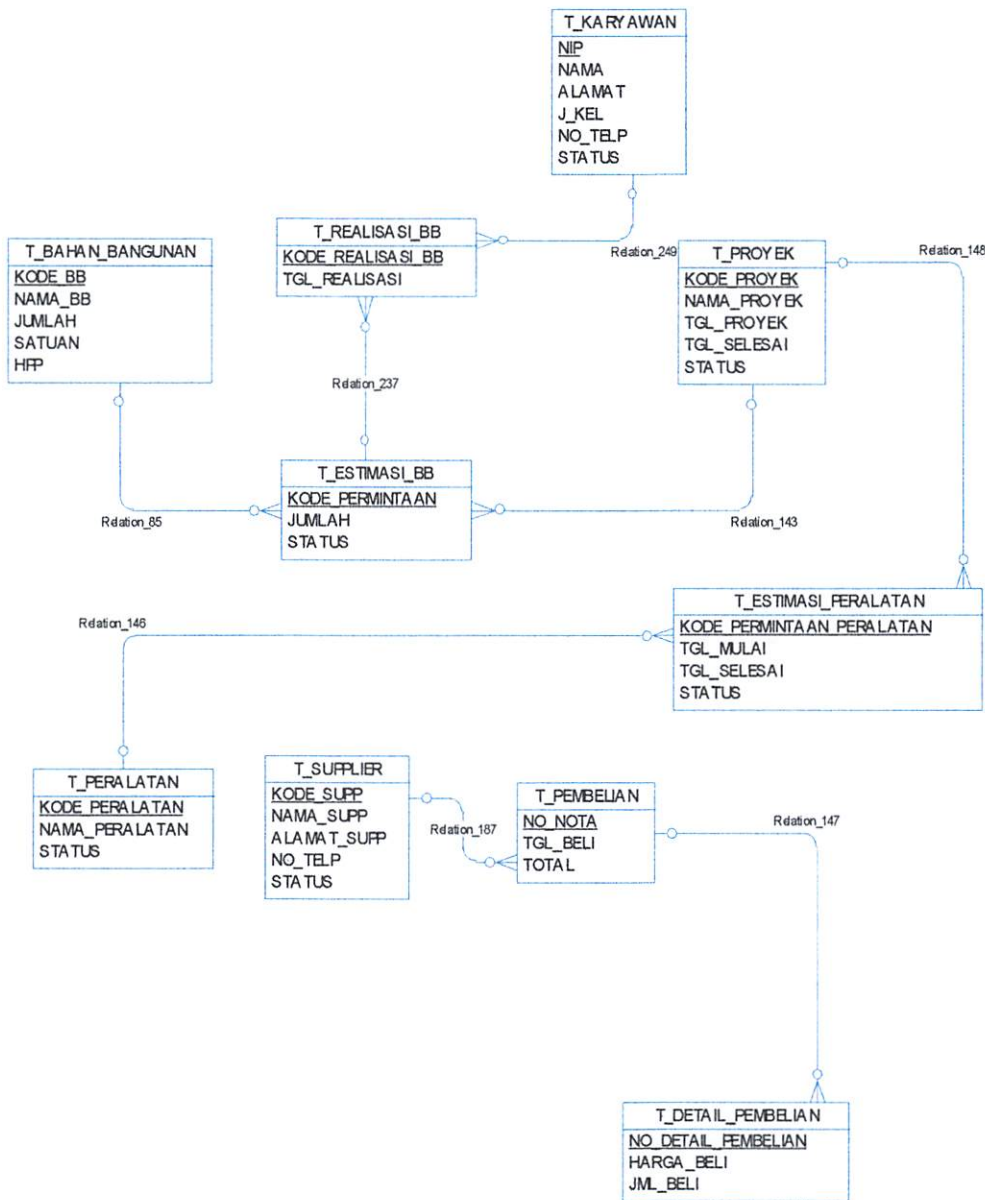 T_KARYAWAN
NIP
NAMA
ALAMAT
J_KEL
NO_TELP
STATUS
T_REALISASI_BB
KODE_REALISASI_BB
TGL_REALISASI
Relation_249
T_BAHAN_BANGUNAN
KODE_BB
NAMA_BB
JUMLAH
SATUAN
HPP
T_PROYEK
KODE_PROYEK
NAMA_PROYEK
TGL_PROYEK
TGL_SELESAI
STATUS
Relation_148
Relation_237
T_ESTIMASI_BB
KODE_PERMINTAAN
JUMLAH
STATUS
Relation_85
Relation_143
T_ESTIMASI_PERALATAN
KODE_PERMINTAAN_PERALATAN
TGL_MULAI
TGL_SELESAI
STATUS
Relation_146
T_PERALATAN
KODE_PERALATAN
NAMA_PERALATAN
STATUS
T_SUPPLIER
KODE_SUPP
NAMA_SUPP
ALAMAT_SUPP
NO_TELP
STATUS
Relation_187
T_PEMBELIAN
NO_NOTA
TGL_BELI
TOTAL
Relation_147
T_DETAIL_PEMBELIAN
NO_DETAIL_PEMBELIAN
HARGA_BELI
JML_BELI